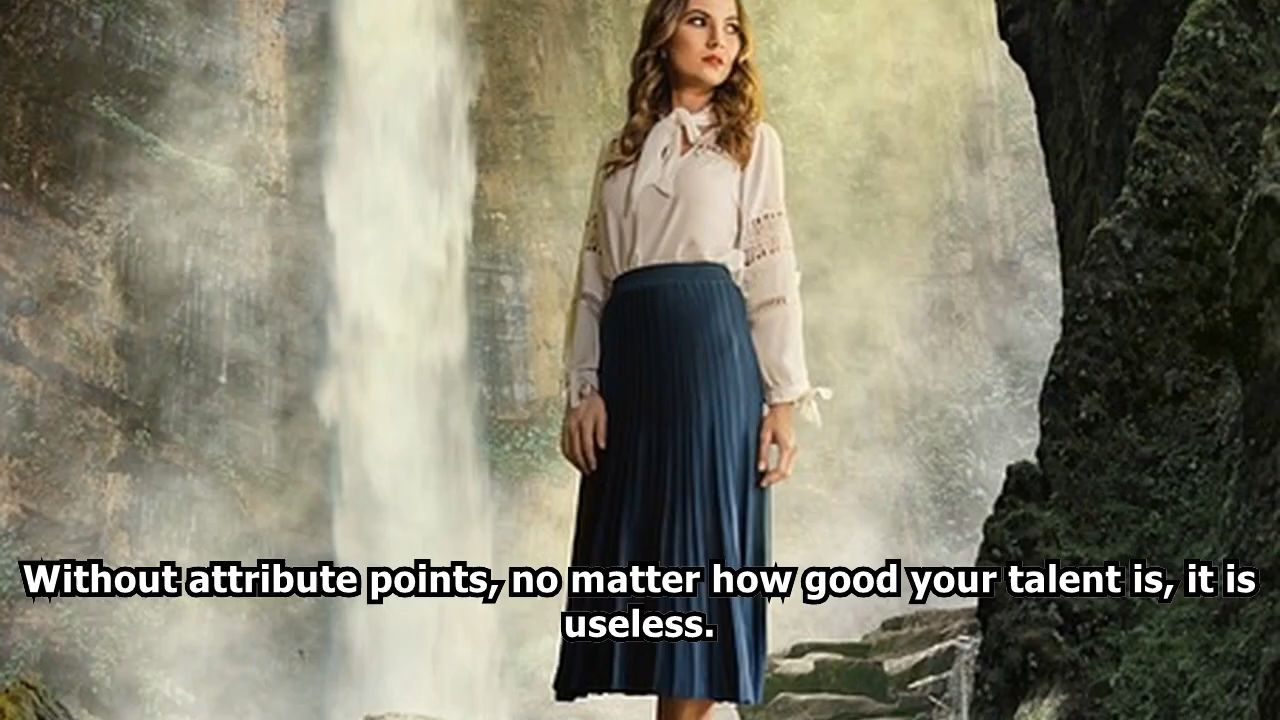 Without attribute points, no matter how good your talent is, it is
useless.